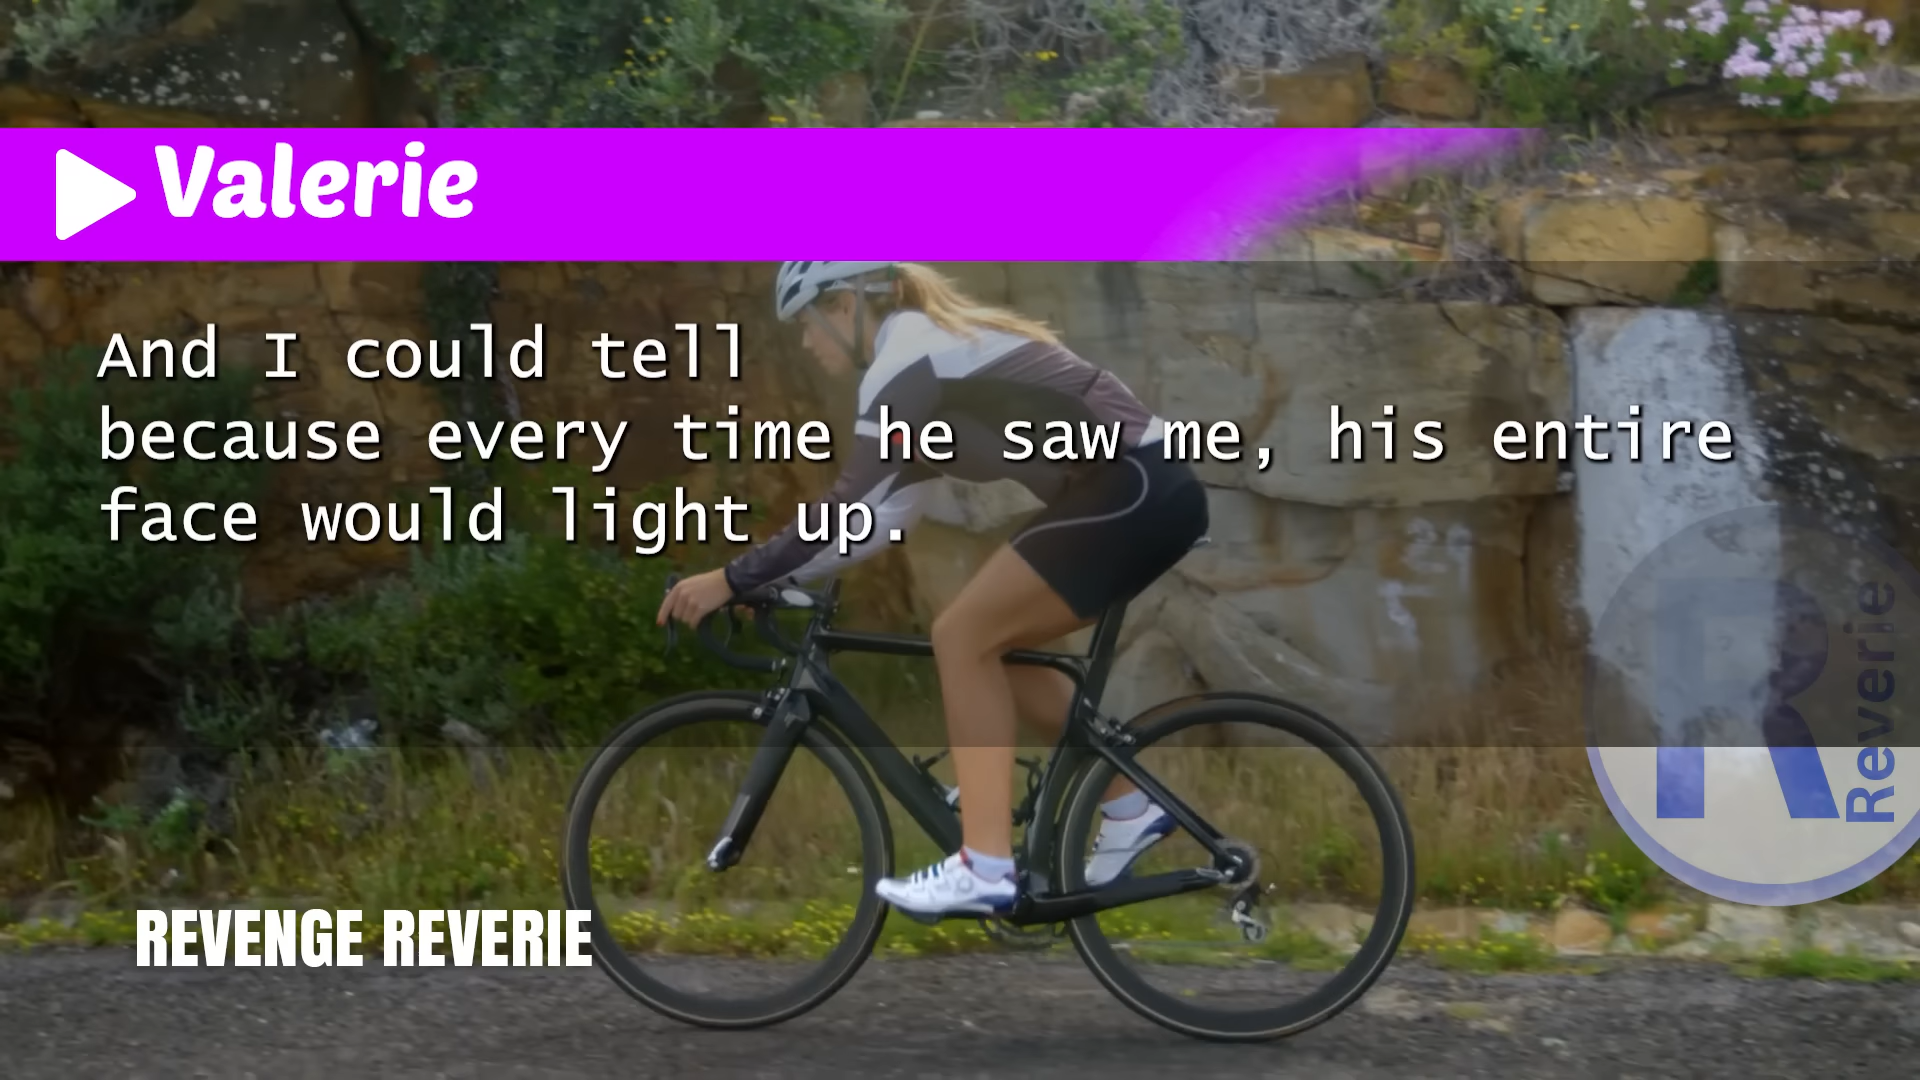 Valerie
And I could tell
because every time he saw me, his entire
face would light up.
R
Reverie
REVENGE REVERIE